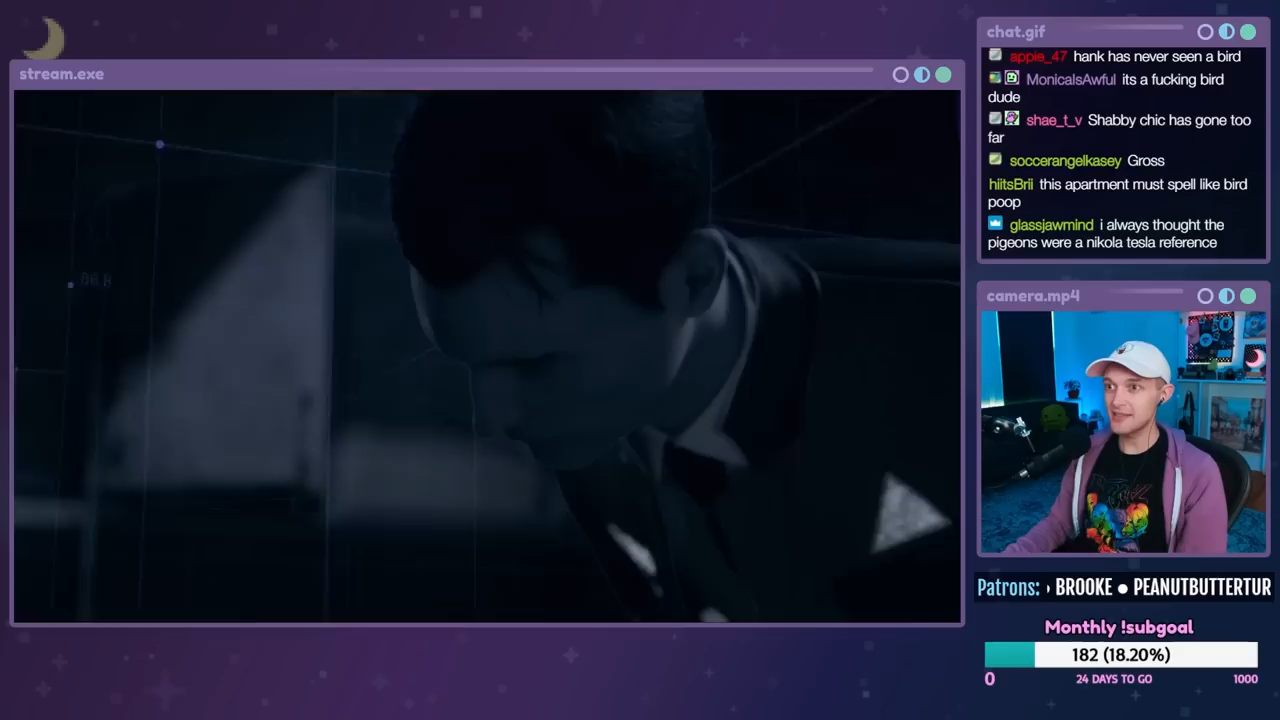 stream.exe
chat.gif
appie_47 hank has never seen a bird
MonicaIsAwful its a fucking bird
dude
shae_t_v Shabby chic has gone too
far
soccerangelkasey Gross
hiitsBrii this apartment must spell like bird
poop
glassjawmind i always thought the
pigeons were a nikola tesla reference
camera.mp4
Patrons: BROOKE ● PEANUTBUTTERTUR
Monthly !subgoal
182 (18.20%)
0 24 DAYS TO GO 1000